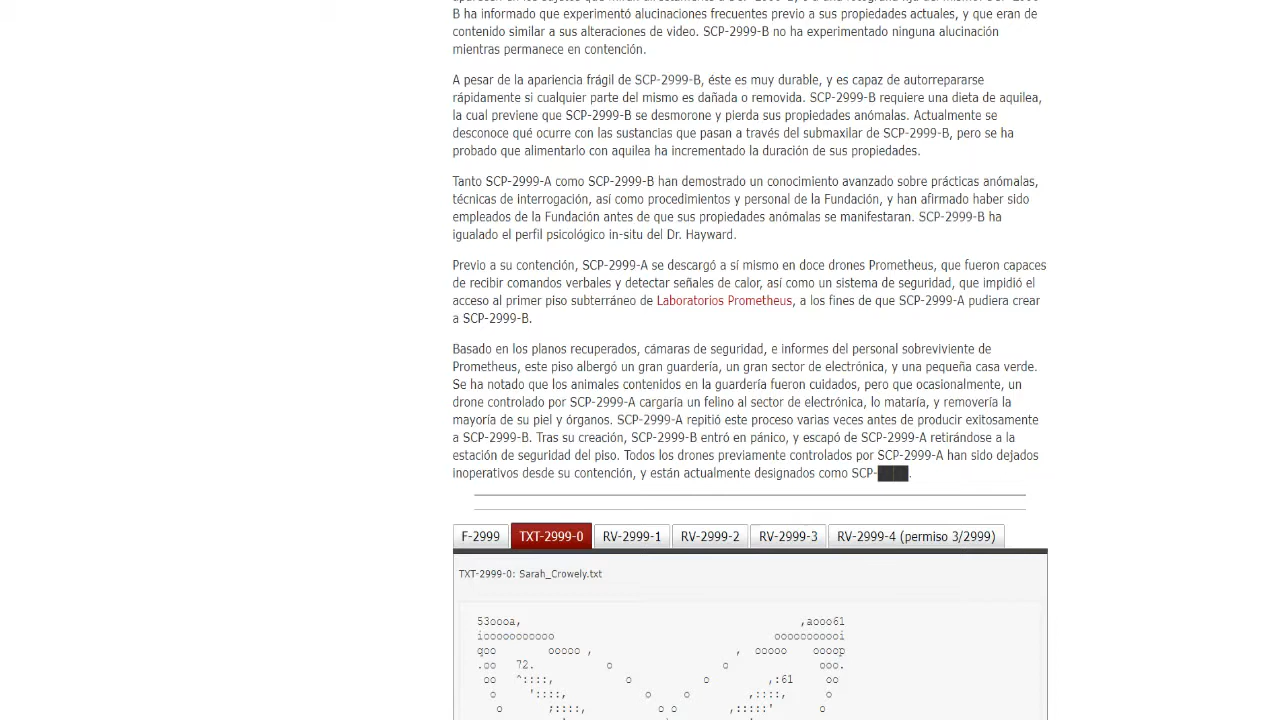 B ha informado que experimentó alucinaciones frecuentes previo a sus propiedades actuales, y que eran de
contenido similar a sus alteraciones de video. SCP-2999-B no ha experimentado ninguna alucinación
mientras permanece en contención.
A pesar de la apariencia frágil de SCP-2999-B, éste es muy durable, y es capaz de autorrepararse
rápidamente si cualquier parte del mismo es dañada o removida. SCP-2999-B requiere una dieta de aquilea,
la cual previene que SCP-2999-B se desmorone y pierda sus propiedades anómalas. Actualmente se
desconoce qué ocurre con las sustancias que pasan a través del submaxilar de SCP-2999-B, pero se ha
probado que alimentarlo con aquilea ha incrementado la duración de sus propiedades.
Tanto SCP-2999-A como SCP-2999-B han demostrado un conocimiento avanzado sobre prácticas anómalas,
técnicas de interrogación, así como procedimientos y personal de la Fundación, y han afirmado haber sido
empleados de la Fundación antes de que sus propiedades anómalas se manifestaran. SCP-2999-B ha
igualado el perfil psicológico in-situ del Dr. Hayward.
Previo a su contención, SCP-2999-A se descargó a sí mismo en doce drones Prometheus, que fueron capaces
de recibir comandos verbales y detectar señales de calor, así como un sistema de seguridad, que impidió el
acceso al primer piso subterráneo de Laboratorios Prometheus, a los fines de que SCP-2999-A pudiera crear
a SCP-2999-B.
Basado en los planos recuperados, cámaras de seguridad, e informes del personal sobreviviente de
Prometheus, este piso albergó un gran guardería, un gran sector de electrónica, y una pequeña casa verde.
Se ha notado que los animales contenidos en la guardería fueron cuidados, pero que ocasionalmente, un
drone controlado por SCP-2999-A cargaría un felino al sector de electrónica, lo mataría, y removería la
mayoría de su piel y órganos. SCP-2999-A repitió este proceso varias veces antes de producir exitosamente
a SCP-2999-B. Tras su creación, SCP-2999-B entró en pánico, y escapó de SCP-2999-A retirándose a la
estación de seguridad del piso. Todos los drones previamente controlados por SCP-2999-A han sido dejados
inoperativos desde su contención, y están actualmente designados como SCP-████.
F-2999 TXT-2999-0 RV-2999-1 RV-2999-2 RV-2999-3 RV-2999-4 (permiso 3/2999)
TXT-2999-0: Sarah_Crowely.txt
53oooa, ,aooo61
iooooooooooo ooooooooooi
qoo ooooo , , ooooo oooop
.oo 72. o o ooo.
oo ^::::, o o ,:61 oo
o '::::, o o ,::::, o
o ;::::, o o ,:::::' o